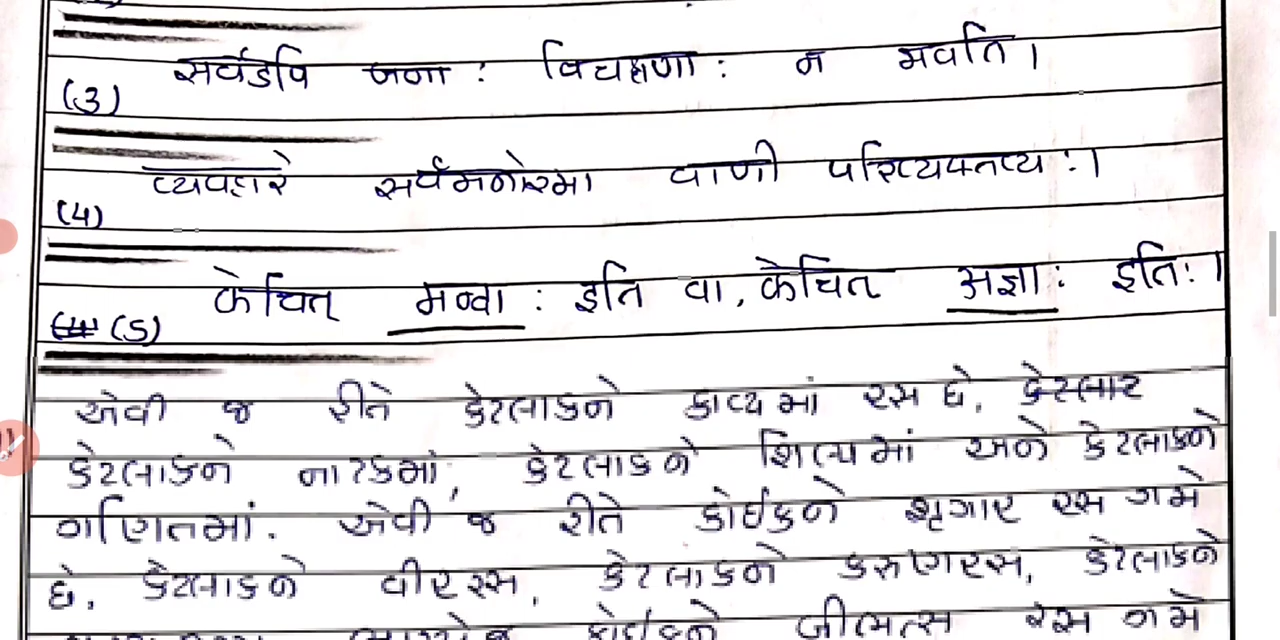 (3) सर्वेडपि जनाः विचक्षणाः न भवति।
(4) व्यवहारे सर्वमनोरमा वाणी परित्यक्तव्यः।
(5) केचित् मन्दाः इति वा, केचित् अज्ञाः इतिः।
એવી જ રીતે કેટલાકને કાવ્યમાં રસ છે.
કેટલાકને નાટકમાં, કેટલાકને શિલ્પમાં અને કેટલાકને
ગણિતમાં. એવી જ રીતે કોઈકને શૃગાર રસ ગમે
છે, કેટલાકને વીરરસ, કેટલાકને કરુણરસ, કેટલાકને
કોઈકને બીભત્સ રસ ગમે